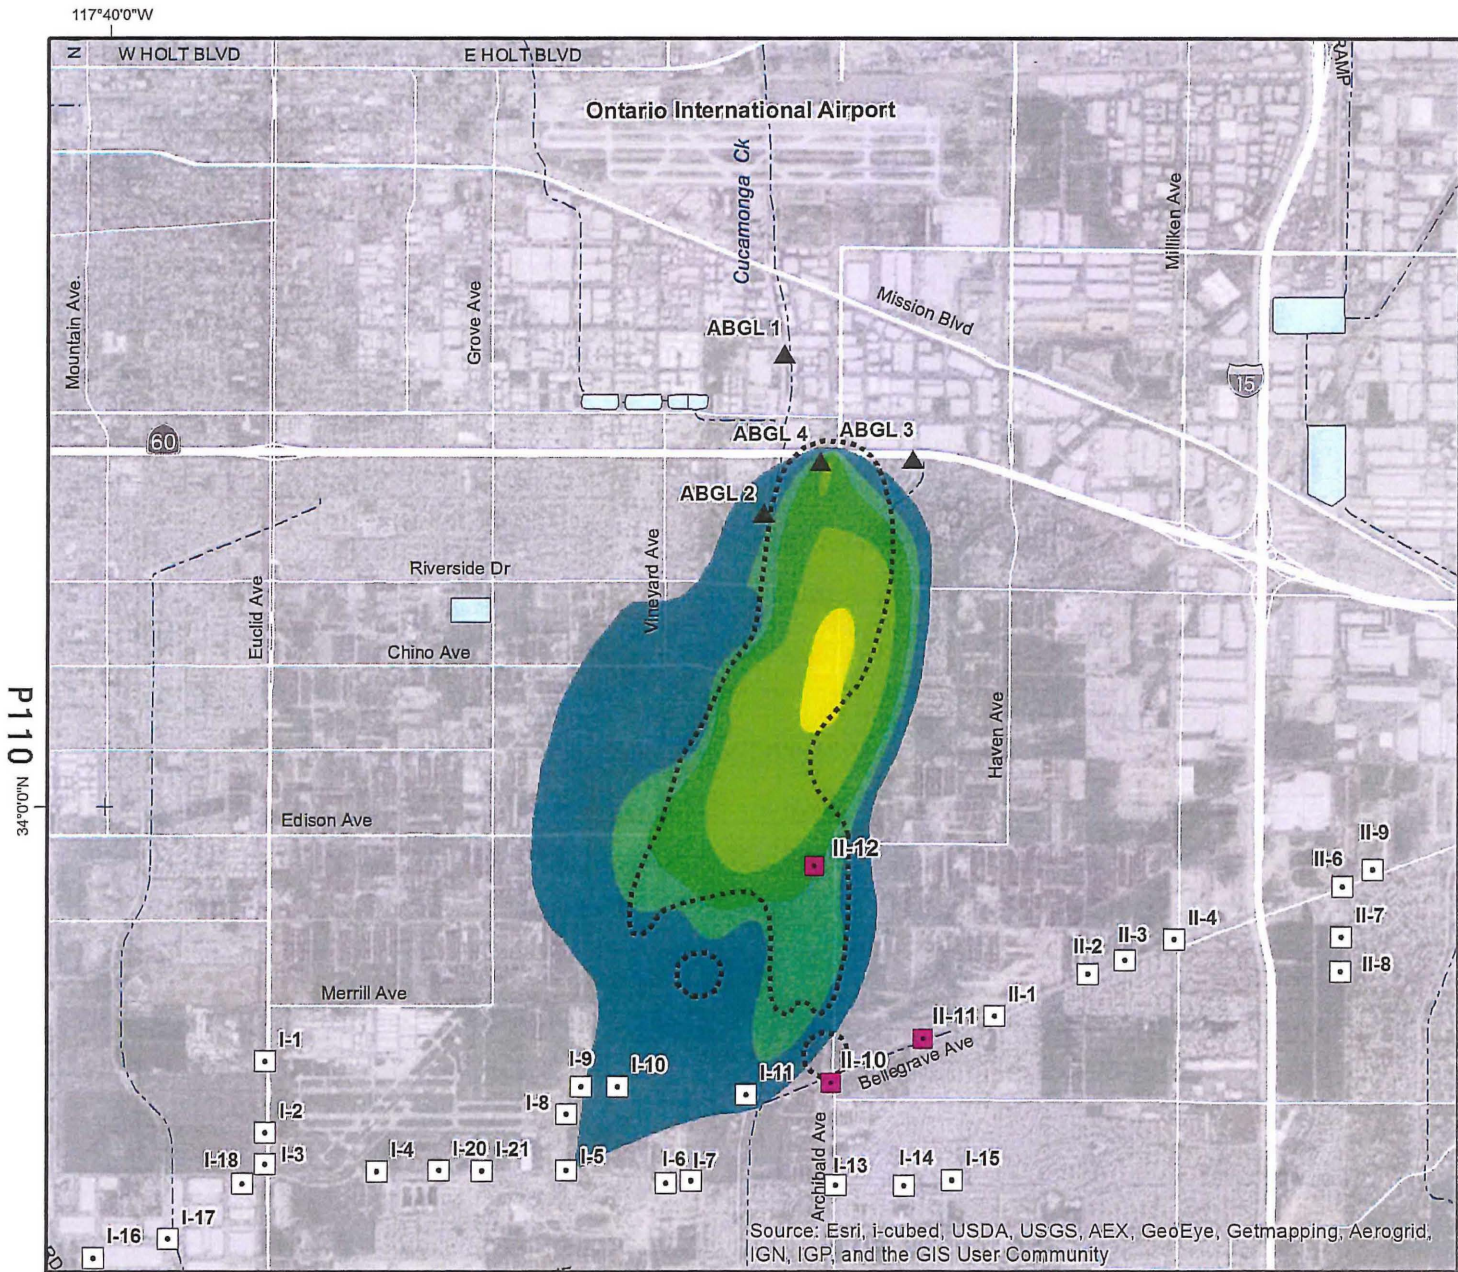 117°40'0"W
N
W HOLT BLVD
E HOLT BLVD
RAMP
Ontario International Airport
Cucamonga Ck
Milliken Ave
Mountain Ave.
Grove Ave
Mission Blvd
ABGL 1
15
60
ABGL 4
ABGL 3
ABGL 2
Riverside Dr
Vineyard Ave
Euclid Ave
Chino Ave
Haven Ave
P110
34°0'0"N
Edison Ave
II-12
II-9
II-6
II-7
II-4
II-3
II-2
II-8
Merrill Ave
II-1
II-11
Bellegrave Ave
I-1
I-9
I-10
I-11
II-10
I-8
I-2
I-3
I-18
I-4
I-20
I-21
I-5
I-6
I-7
Archibald Ave
I-13
I-14
I-15
I-17
I-16
RD
Source: Esri, i-cubed, USDA, USGS, AEX, GeoEye, Getmapping, Aerogrid,
IGN, IGP, and the GIS User Community